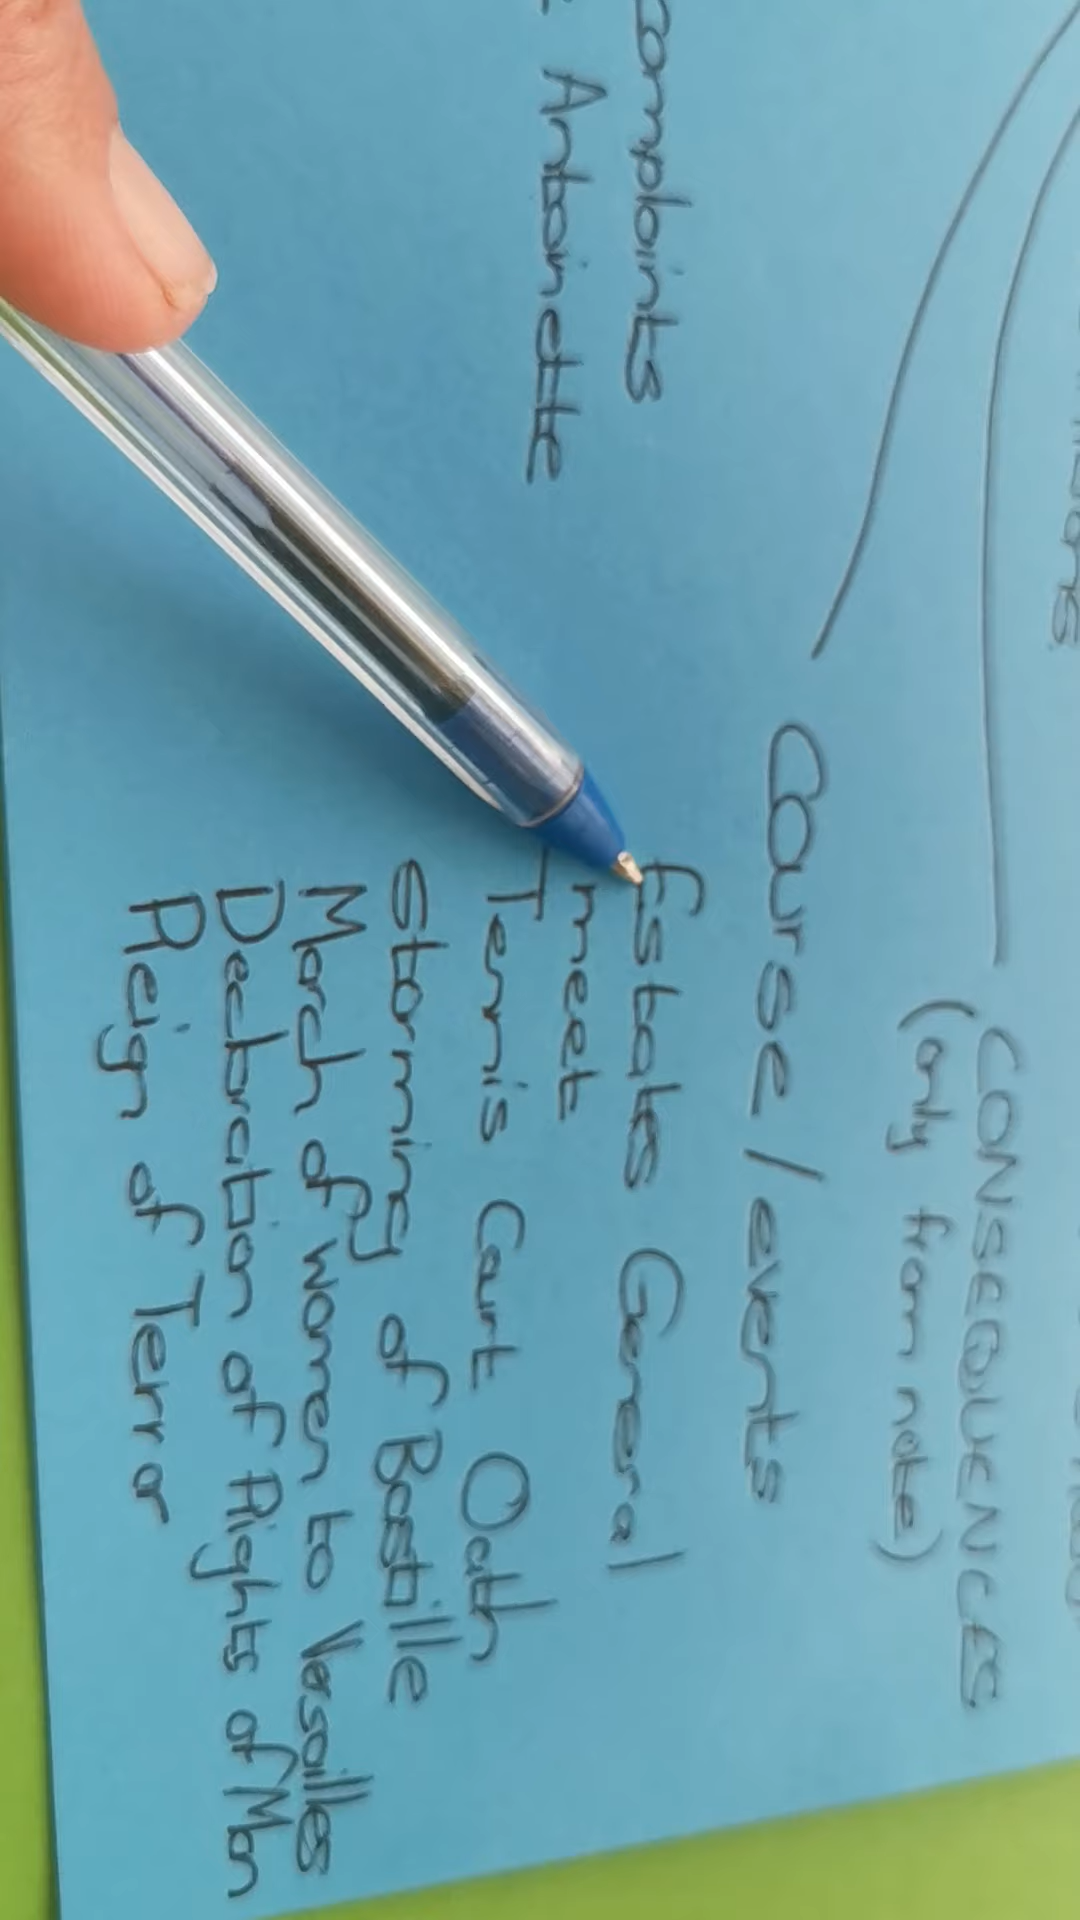 CONSEQUENCES
(only from note)
Course / events
Estates General
meet
Tennis Court Oath
storming of Bastille
March of women to Versailles
Declaration of Rights of Man
Reign of Terror
complaints
Antoinette